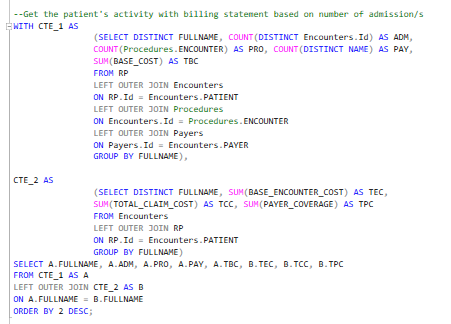 --Get the patient's activity with billing statement based on number of admission/s
WITH CTE_1 AS
(SELECT DISTINCT FULLNAME, COUNT(DISTINCT Encounters.Id) AS ADM,
COUNT(Procedures.ENCOUNTER) AS PRO, COUNT(DISTINCT NAME) AS PAY,
SUM(BASE_COST) AS TBC
FROM RP
LEFT OUTER JOIN Encounters
ON RP.Id = Encounters.PATIENT
LEFT OUTER JOIN Procedures
ON Encounters.Id = Procedures.ENCOUNTER
LEFT OUTER JOIN Payers
ON Payers.Id = Encounters.PAYER
GROUP BY FULLNAME),
CTE_2 AS
(SELECT DISTINCT FULLNAME, SUM(BASE_ENCOUNTER_COST) AS TEC,
SUM(TOTAL_CLAIM_COST) AS TCC, SUM(PAYER_COVERAGE) AS TPC
FROM Encounters
LEFT OUTER JOIN RP
ON RP.Id = Encounters.PATIENT
GROUP BY FULLNAME)
SELECT A.FULLNAME, A.ADM, A.PRO, A.PAY, A.TBC, B.TEC, B.TCC, B.TPC
FROM CTE_1 AS A
LEFT OUTER JOIN CTE_2 AS B
ON A.FULLNAME = B.FULLNAME
ORDER BY 2 DESC;